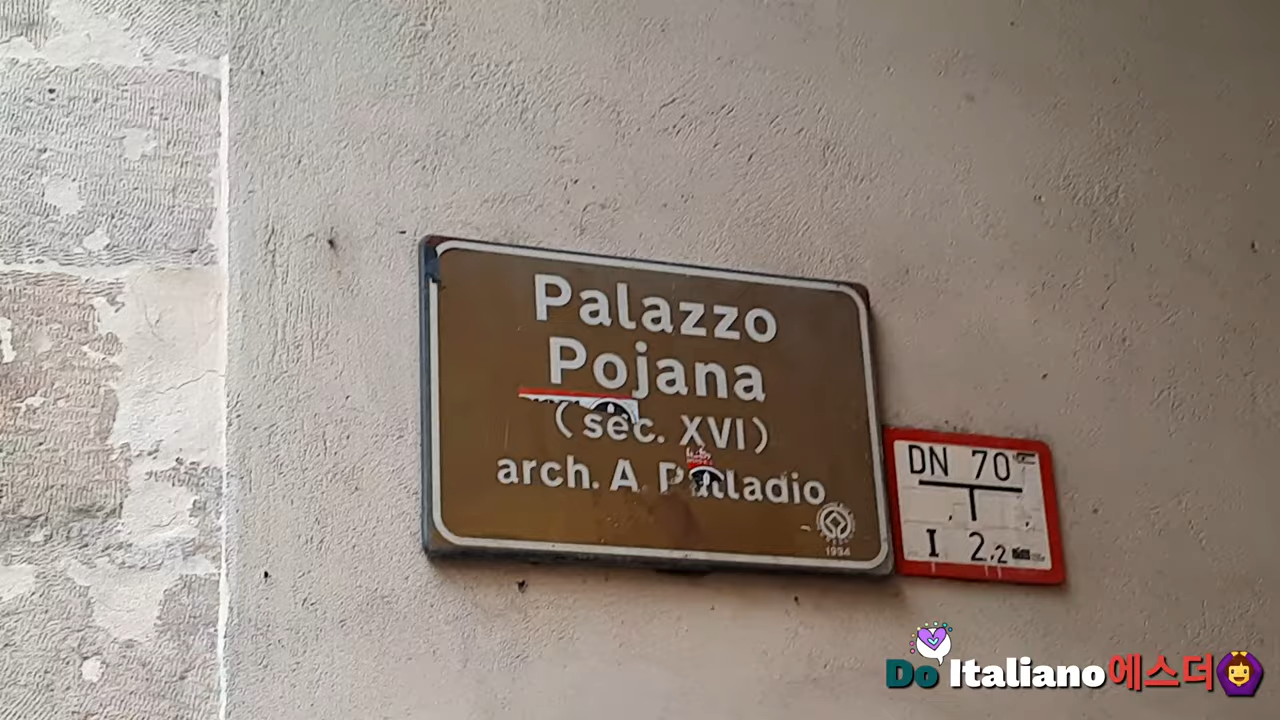 Palazzo
Pojana
(sec. XVI)
arch. A. Palladio
1994
DN 70
I 2,2
Do Italiano에스더